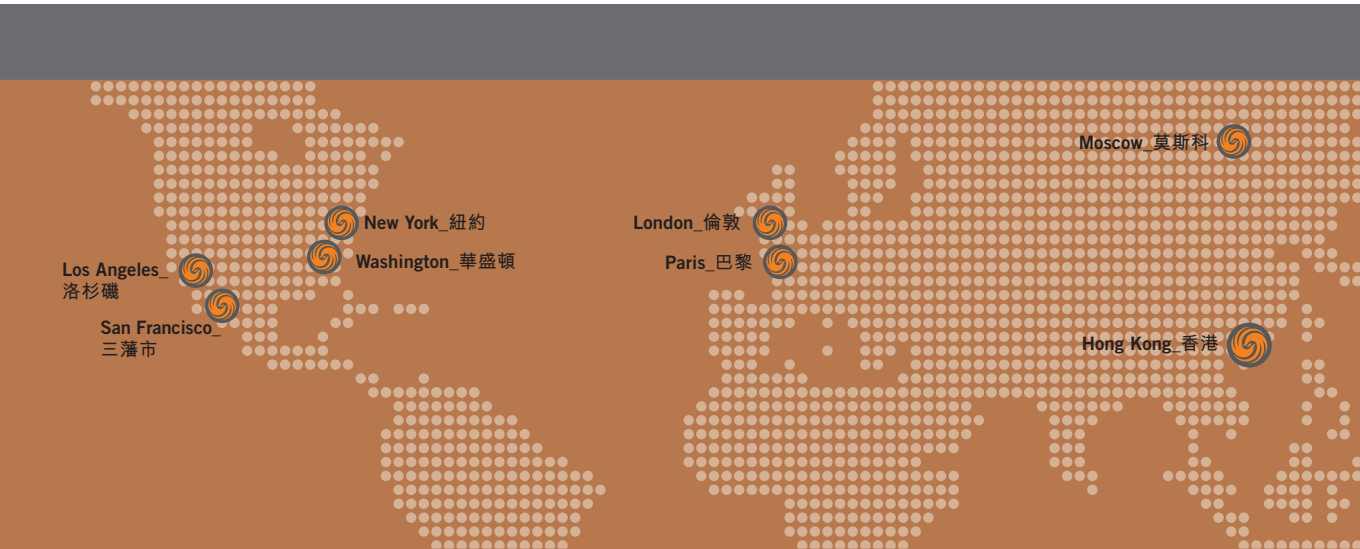 Moscow_莫斯科
New York_紐約
London_倫敦
Washington_華盛頓
Paris_巴黎
Los Angeles_
洛杉磯
San Francisco_
三藩市
Hong Kong_香港